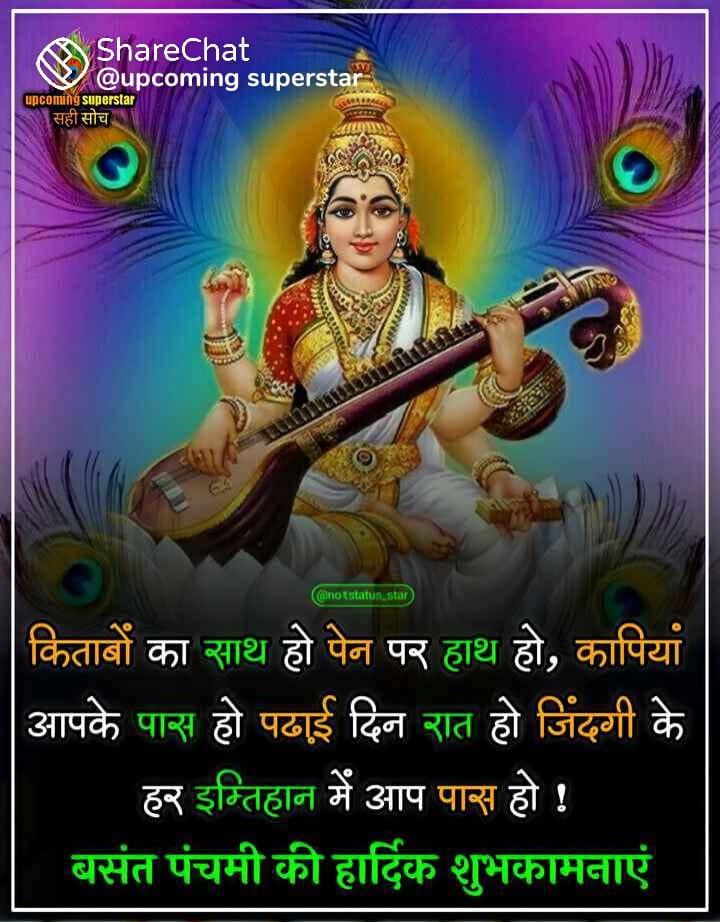 ShareChat
@upcoming superstar
upcoming superstar
सही सोच
@notstatus_star
किताबों का साथ हो पेन पर हाथ हो, कापियां
आपके पास हो पढाई दिन रात हो जिंदगी के
हर इम्तिहान में आप पास हो !
बसंत पंचमी की हार्दिक शुभकामनाएं